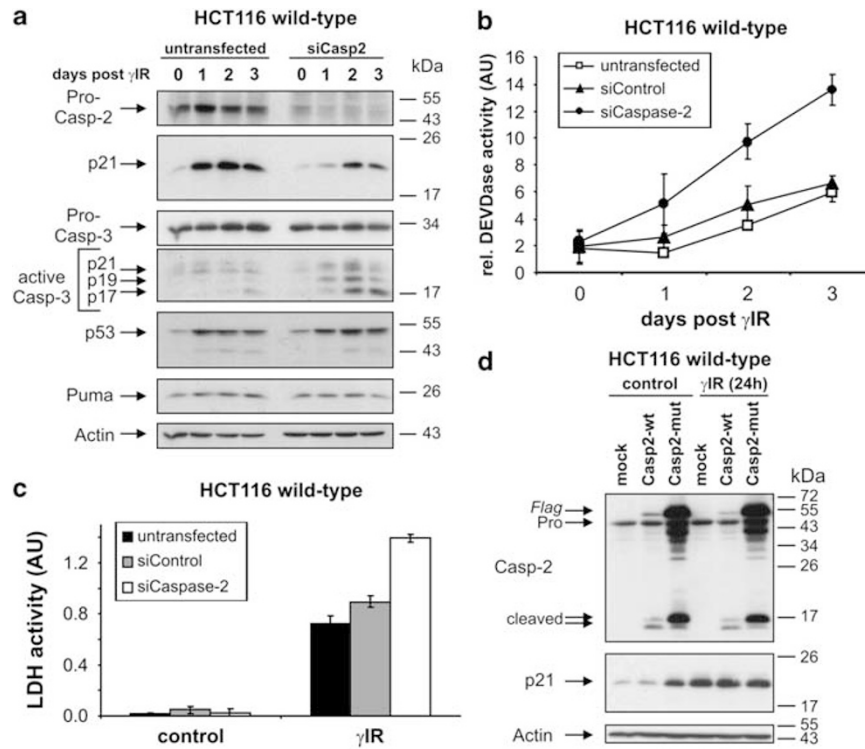 a
HCT116 wild-type
untransfected siCasp2
days post γIR 0 1 2 3 0 1 2 3 kDa
Pro-Casp-2 55 43
p21 26 17
Pro-Casp-3 34
active Casp-3 p21 p19 p17 17
p53 55 43
Puma 26
Actin 43
b
HCT116 wild-type
rel. DEVDase activity (AU)
16
14
12
10
8
6
4
2
0
untransfected
siControl
siCaspase-2
0 1 2 3
days post γIR
c
HCT116 wild-type
LDH activity (AU)
1.2
0.8
0.4
0.0
untransfected
siControl
siCaspase-2
control γIR
d
HCT116 wild-type
control γIR (24h)
mock Casp2-wt Casp2-mut mock Casp2-wt Casp2-mut kDa
Flag
Pro
Casp-2
cleaved
72
55
43
34
26
17
p21 26 17
Actin 55 43